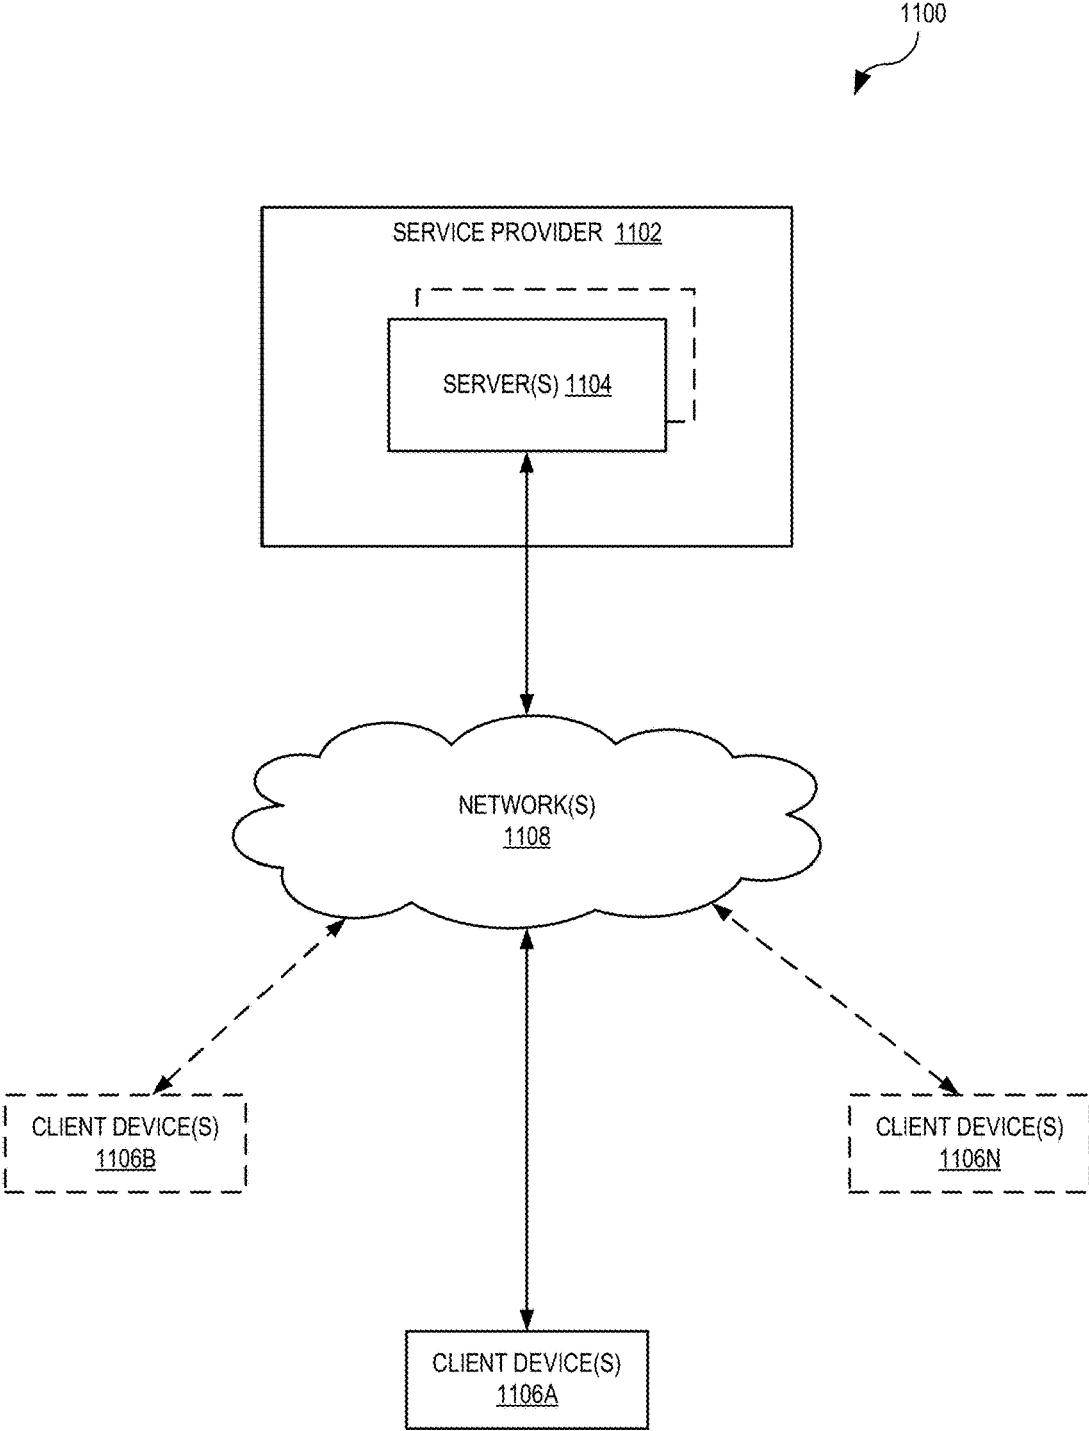 1100
SERVICE PROVIDER 1102
SERVER(S) 1104
NETWORK(S)
1108
CLIENT DEVICE(S)
1106B
CLIENT DEVICE(S)
1106N
CLIENT DEVICE(S)
1106A